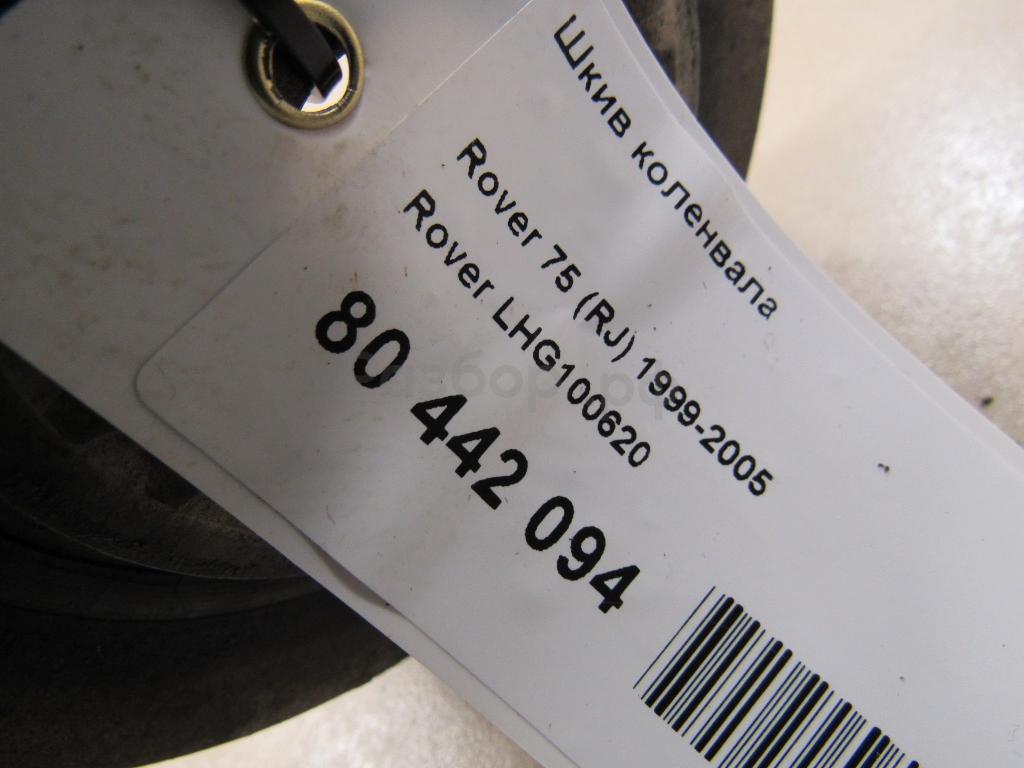 Шкив коленвала
Rover 75 (RJ) 1999-2005
Rover LHG100620
80 442 094